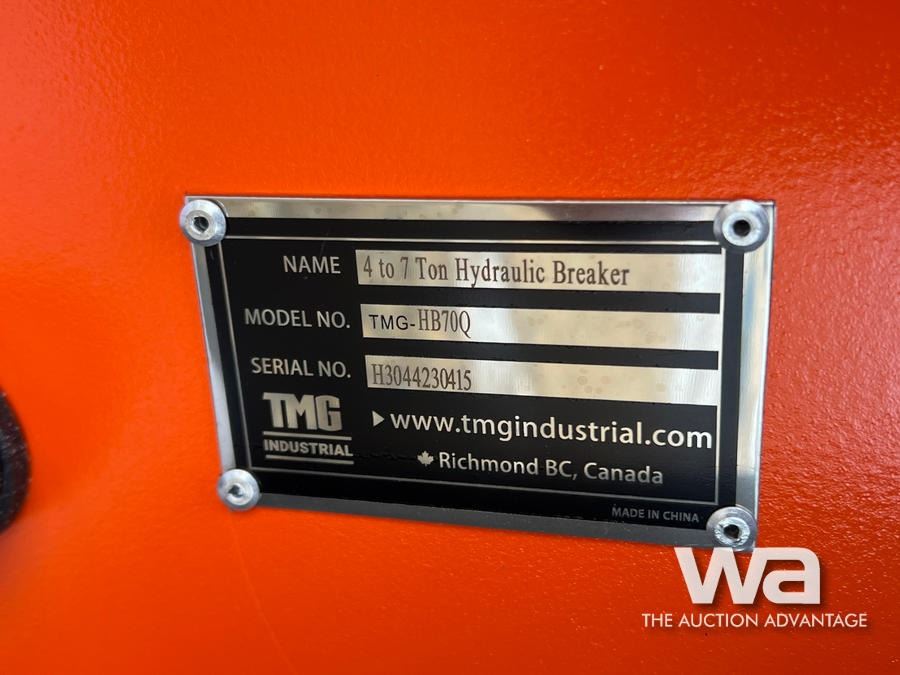 NAME 4 to 7 Ton Hydraulic Breaker
MODEL NO. TMG-HB70Q
SERIAL NO. H3044230415
TMG
INDUSTRIAL
www.tmgindustrial.com
Richmond BC, Canada
MADE IN CHINA
wa
THE AUCTION ADVANTAGE